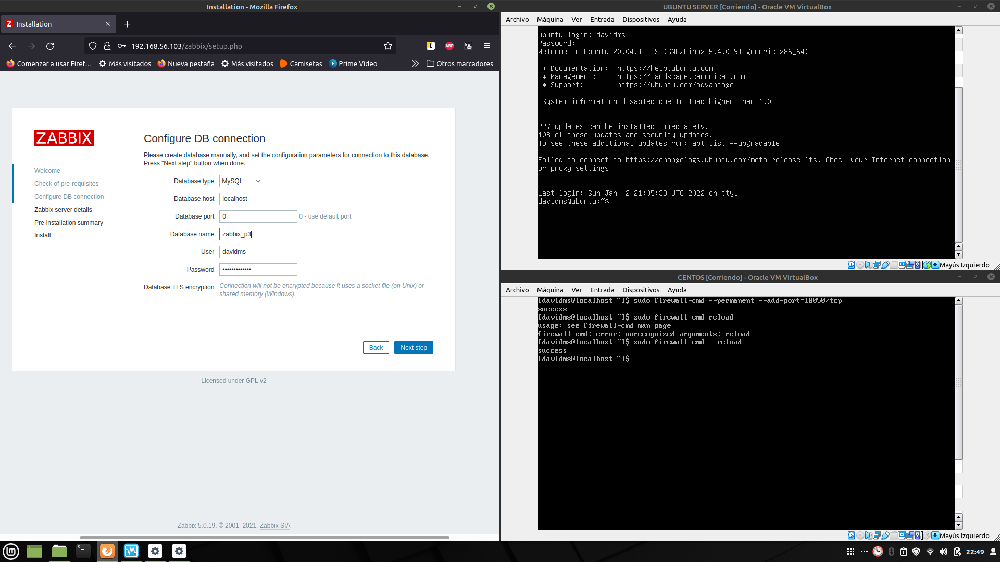 Installation - Mozilla Firefox
Installation
192.168.56.103/zabbix/setup.php
ABP
Comenzar a usar Firef… Más visitados Nueva pestaña Más visitados Camisetas Prime Video Otros marcadores
ZABBIX
Welcome
Check of pre-requisites
Configure DB connection
Zabbix server details
Pre-installation summary
Install
Configure DB connection
Please create database manually, and set the configuration parameters for connection to this database.
Press "Next step" button when done.
Database type MySQL
Database host localhost
Database port 0 0 - use default port
Database name zabbix_p3
User davidms
Password •••••••••••••
Database TLS encryption Connection will not be encrypted because it uses a socket file (on Unix) or
shared memory (Windows).
Back Next step
Licensed under GPL v2
Zabbix 5.0.19. © 2001–2021, Zabbix SIA
UBUNTU SERVER [Corriendo] - Oracle VM VirtualBox
Archivo Máquina Ver Entrada Dispositivos Ayuda
ubuntu login: davidms
Password:
Welcome to Ubuntu 20.04.1 LTS (GNU/Linux 5.4.0-91-generic x86_64)
* Documentation: https://help.ubuntu.com
* Management: https://landscape.canonical.com
* Support: https://ubuntu.com/advantage
System information disabled due to load higher than 1.0
227 updates can be installed immediately.
108 of these updates are security updates.
To see these additional updates run: apt list --upgradable
Failed to connect to https://changelogs.ubuntu.com/meta-release-lts. Check your Internet connection
or proxy settings
Last login: Sun Jan 2 21:05:39 UTC 2022 on tty1
davidms@ubuntu:~$
Mayús Izquierdo
CENTOS [Corriendo] - Oracle VM VirtualBox
Archivo Máquina Ver Entrada Dispositivos Ayuda
[davidms@localhost ~]$ sudo firewall-cmd --permanent --add-port=10050/tcp
success
[davidms@localhost ~]$ sudo firewall-cmd reload
usage: see firewall-cmd man page
firewall-cmd: error: unrecognized arguments: reload
[davidms@localhost ~]$ sudo firewall-cmd --reload
success
[davidms@localhost ~]$
Mayús Izquierdo
22:49